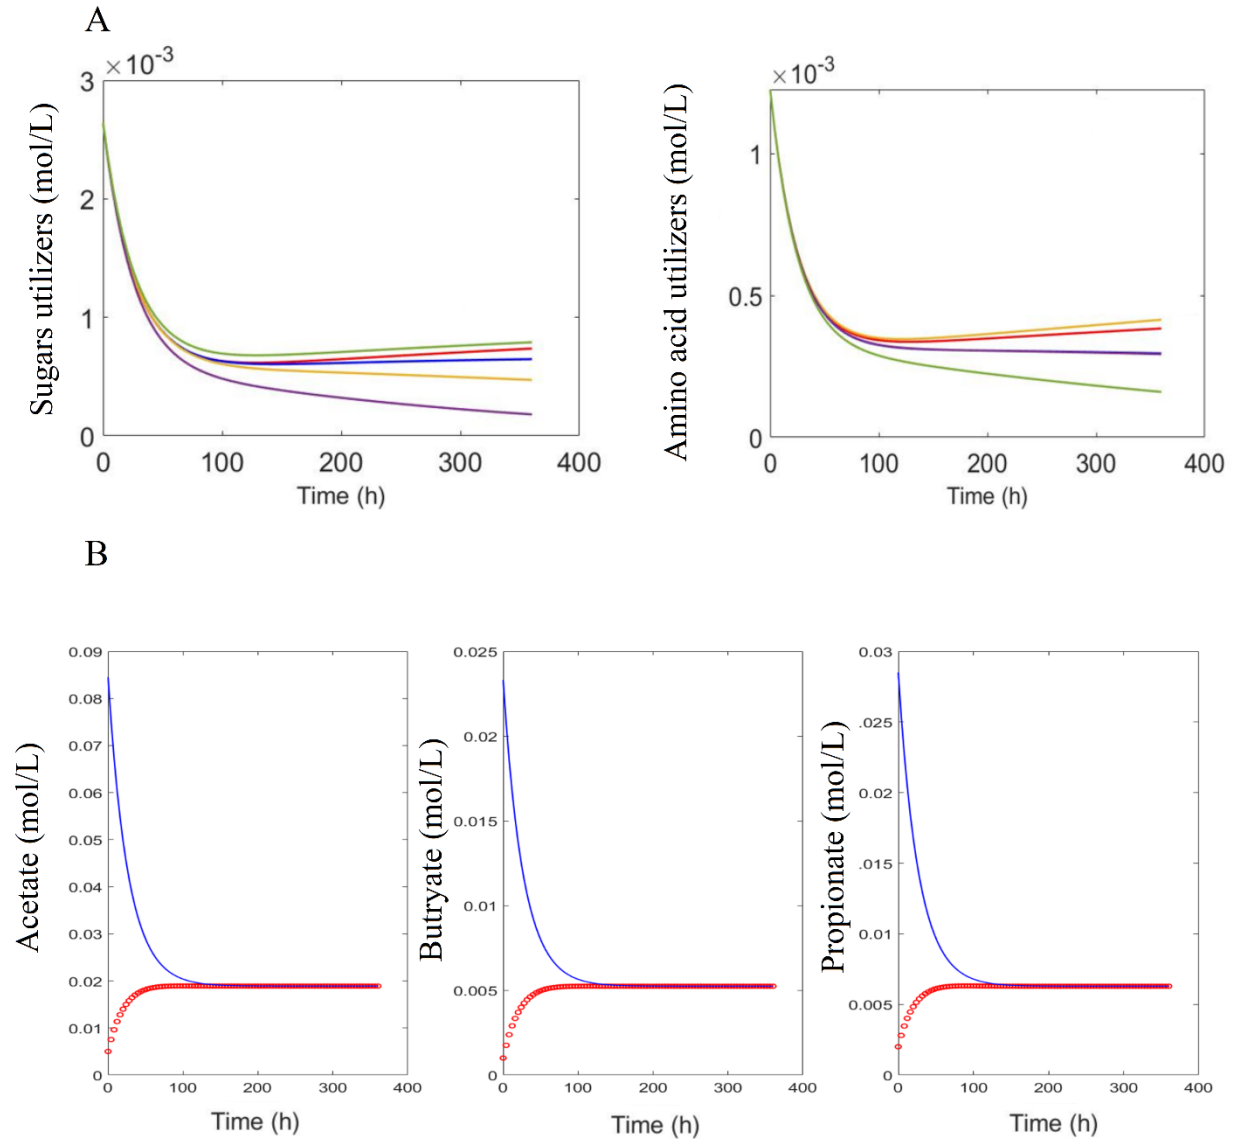 A
×10⁻³
3
2
1
0
0 100 200 300 400
Time (h)
Sugars utilizers (mol/L)
×10⁻³
1
0.5
0
0 100 200 300 400
Time (h)
Amino acid utilizers (mol/L)
B
0.09
0.08
0.07
0.06
0.05
0.04
0.03
0.02
0.01
0
0 100 200 300 400
Time (h)
Acetate (mol/L)
0.025
0.02
0.015
0.01
0.005
0
0 100 200 300 400
Time (h)
Butryate (mol/L)
0.03
.025
0.02
.015
0.01
0.005
0
0 100 200 300 400
Time (h)
Propionate (mol/L)